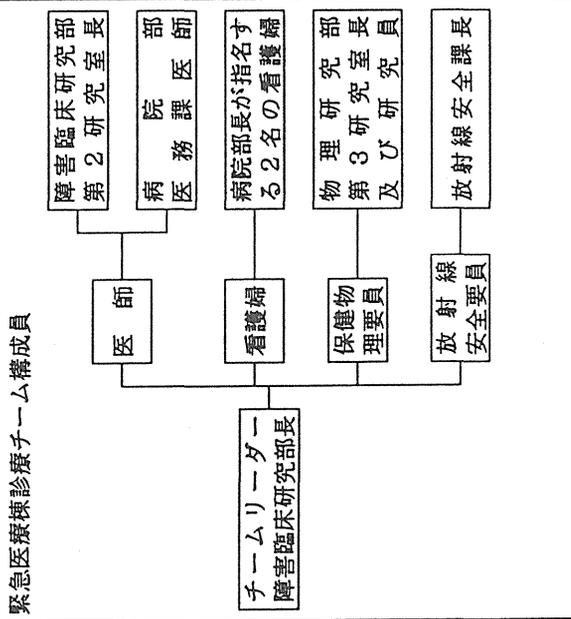 緊急医療棟診療チーム構成員
チームリーダー
障害臨床研究部長
医師
看護婦
保健物
理要員
放射線
安全要員
障害臨床研究部
第2研究室長
病院部
医務課医師
病院部長が指名す
る2名の看護婦
物理研究部
第3研究室長
及び研究員
放射線安全課長